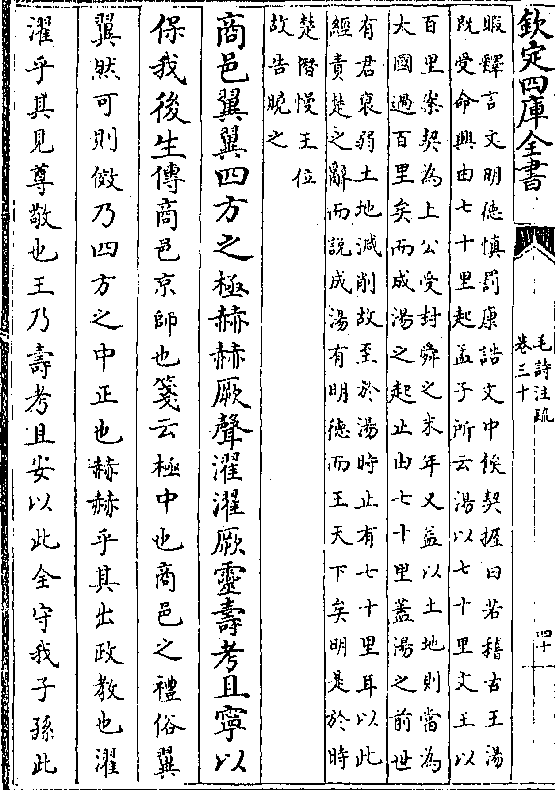 欽定四庫全書
毛詩注疏
卷三十
四十
暇釋言文明德慎罰康誥文中候契握曰若稽古王湯
既受命興由七十里起孟子所云湯以七十里文王以
百里案契為上公受封舜之末年又益以土地則當為
大國過百里矣而成湯之起止由七十里蓋湯之前世
有君衰弱土地減削故至於湯時止有七十里耳以此
經責楚之辭而說成湯有明德而王天下矣明是於時
楚僭慢王位
故告曉之
商邑翼翼四方之極赫赫厥聲濯濯厥靈壽考且寧以
保我後生傳商邑京師也箋云極中也商邑之禮俗翼
翼然可則傚乃四方之中正也赫赫乎其出政教也濯
濯乎其見尊敬也王乃壽考且安以此全守我子孫此